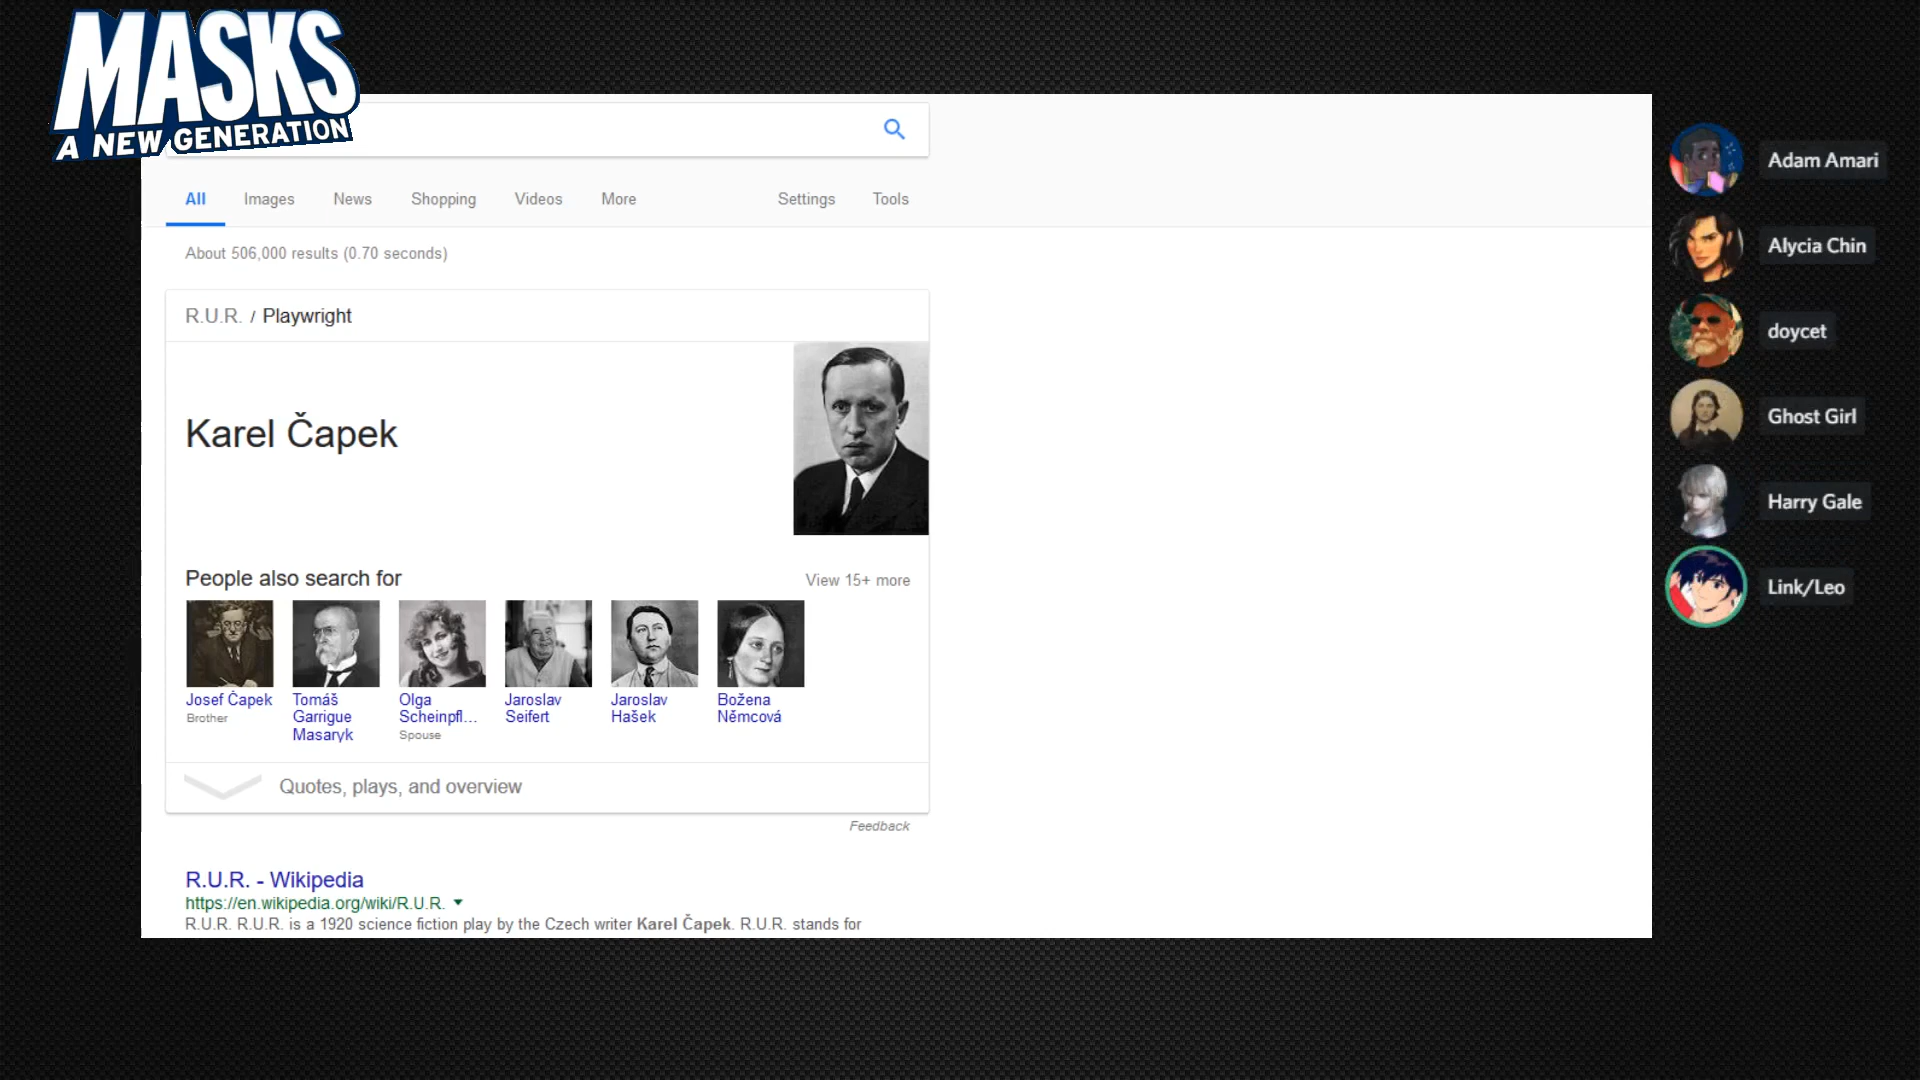 MASKS
A NEW GENERATION
All Images News Shopping Videos More Settings Tools
About 506,000 results (0.70 seconds)
R.U.R. / Playwright
Karel Čapek
People also search for View 15+ more
Josef Čapek
Brother
Tomáš
Garrigue
Masaryk
Olga
Scheinpfl...
Spouse
Jaroslav
Seifert
Jaroslav
Hašek
Božena
Němcová
Quotes, plays, and overview
Feedback
R.U.R. - Wikipedia
https://en.wikipedia.org/wiki/R.U.R.
R.U.R. R.U.R. is a 1920 science fiction play by the Czech writer Karel Čapek. R.U.R. stands for
Adam Amari
Alycia Chin
doycet
Ghost Girl
Harry Gale
Link/Leo